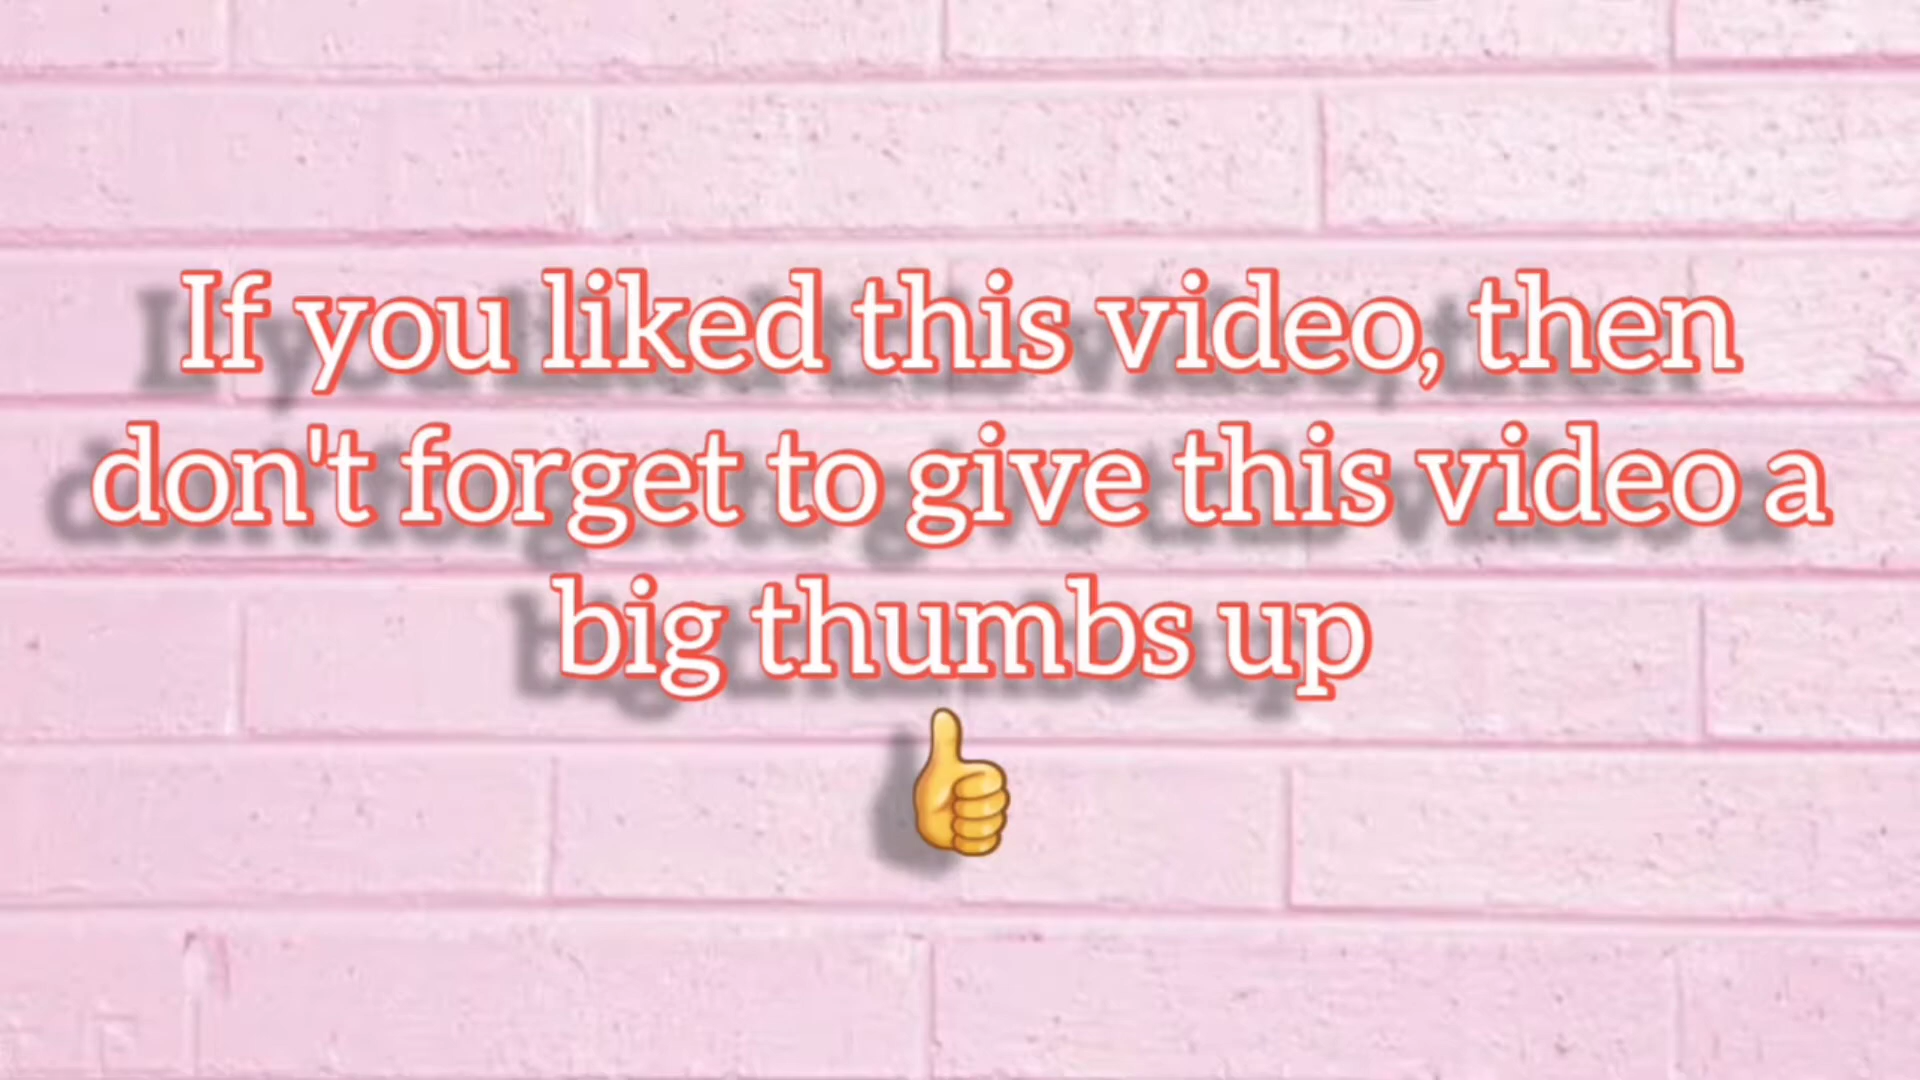 If you liked this video, then
don't forget to give this video a
big thumbs up
👍